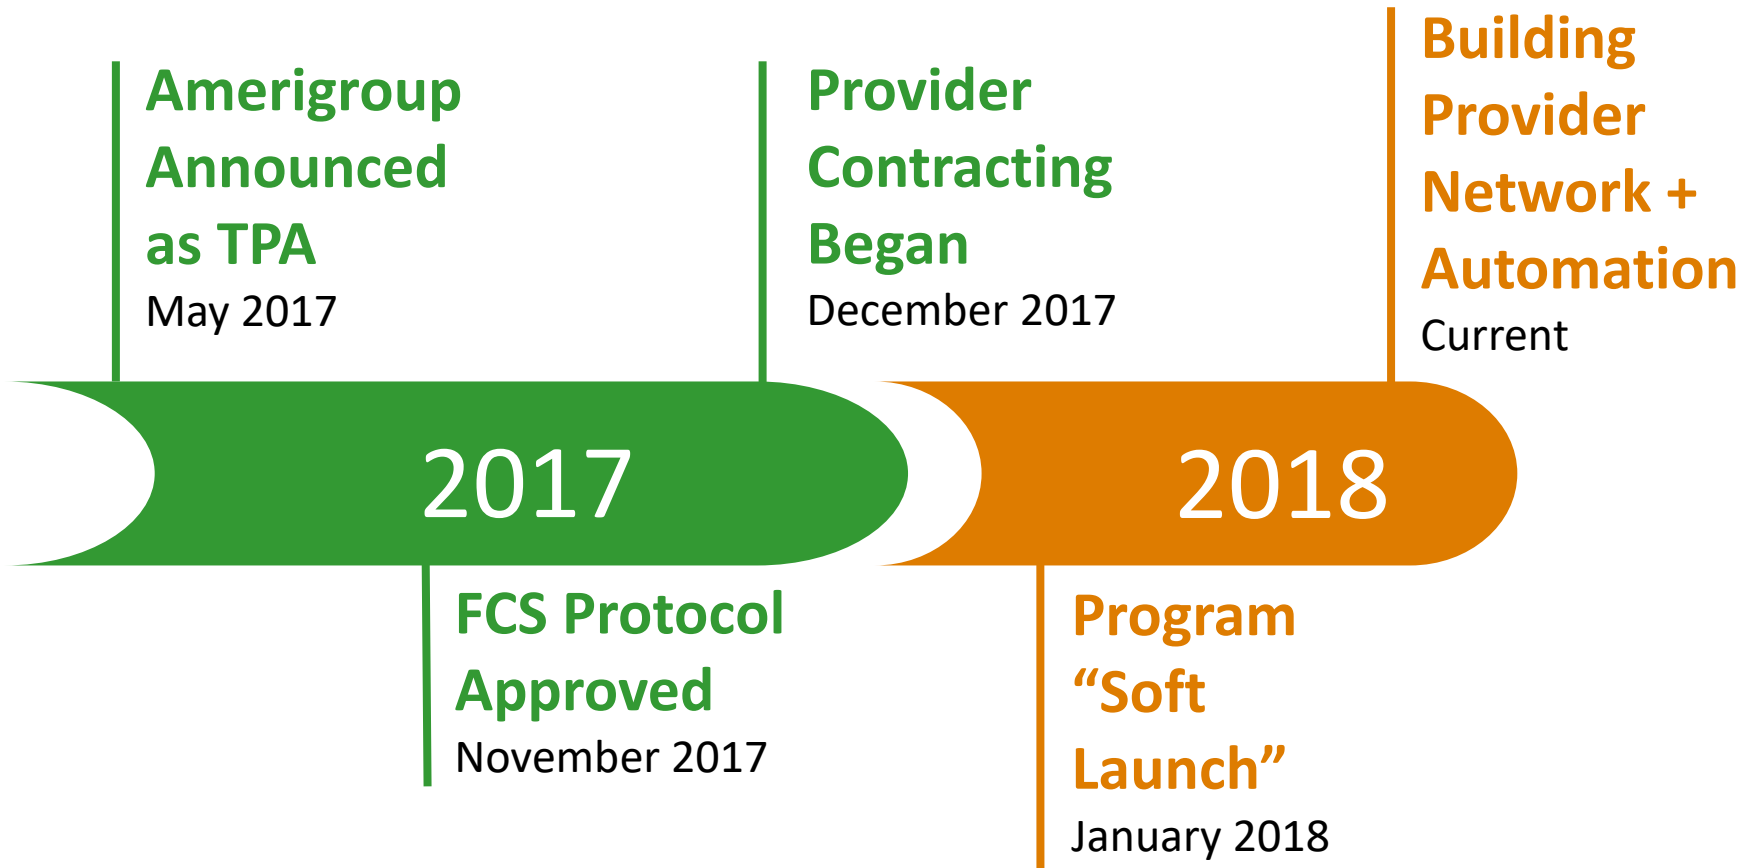 Amerigroup
Announced
as TPA
May 2017
Provider
Contracting
Began
December 2017
Building
Provider
Network +
Automation
Current
2017
2018
FCS Protocol
Approved
November 2017
Program
“Soft
Launch”
January 2018